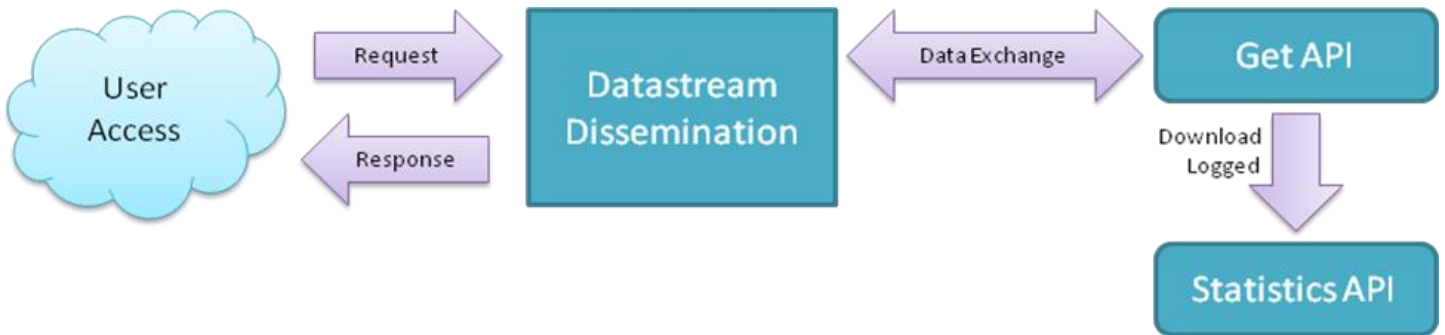 User
Access
Request
Response
Datastream
Dissemination
Data Exchange
Get API
Download
Logged
Statistics API